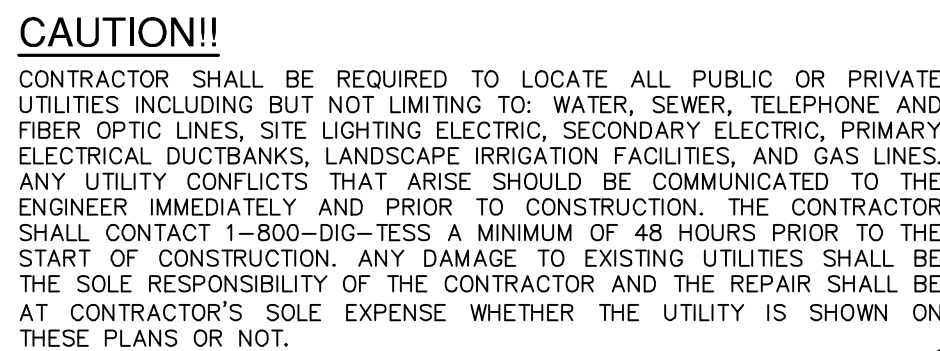 CAUTION!!
CONTRACTOR SHALL BE REQUIRED TO LOCATE ALL PUBLIC OR PRIVATE
UTILITIES INCLUDING BUT NOT LIMITING TO: WATER, SEWER, TELEPHONE AND
FIBER OPTIC LINES, SITE LIGHTING ELECTRIC, SECONDARY ELECTRIC, PRIMARY
ELECTRICAL DUCTBANKS, LANDSCAPE IRRIGATION FACILITIES, AND GAS LINES.
ANY UTILITY CONFLICTS THAT ARISE SHOULD BE COMMUNICATED TO THE
ENGINEER IMMEDIATELY AND PRIOR TO CONSTRUCTION. THE CONTRACTOR
SHALL CONTACT 1-800-DIG-TESS A MINIMUM OF 48 HOURS PRIOR TO THE
START OF CONSTRUCTION. ANY DAMAGE TO EXISTING UTILITIES SHALL BE
THE SOLE RESPONSIBILITY OF THE CONTRACTOR AND THE REPAIR SHALL BE
AT CONTRACTOR'S SOLE EXPENSE WHETHER THE UTILITY IS SHOWN ON
THESE PLANS OR NOT.